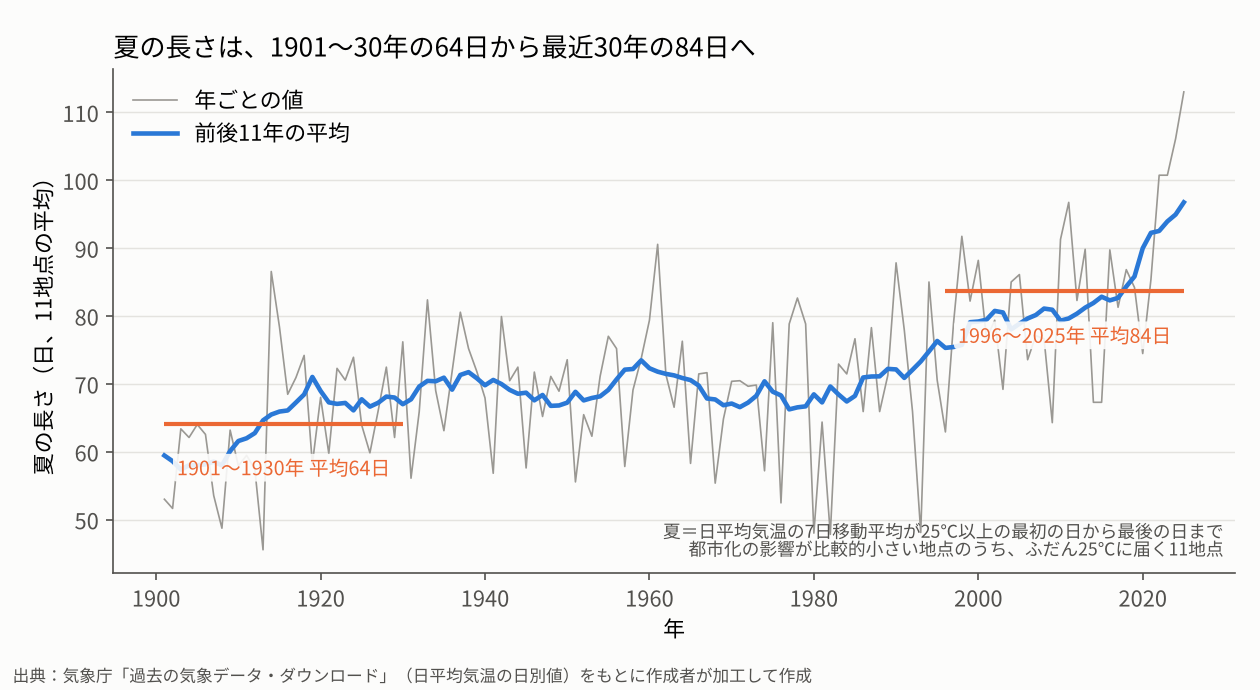 夏の長さは、1901～30年の64日から最近30年の84日へ
年ごとの値
前後11年の平均
夏の長さ（日、11地点の平均）
110
100
90
80
70
60
50
1996～2025年 平均84日
1901～1930年 平均64日
夏＝日平均気温の7日移動平均が25℃以上の最初の日から最後の日まで
都市化の影響が比較的小さい地点のうち、ふだん25℃に届く11地点
1900
1920
1940
1960
1980
2000
2020
年
出典：気象庁「過去の気象データ・ダウンロード」（日平均気温の日別値）をもとに作成者が加工して作成